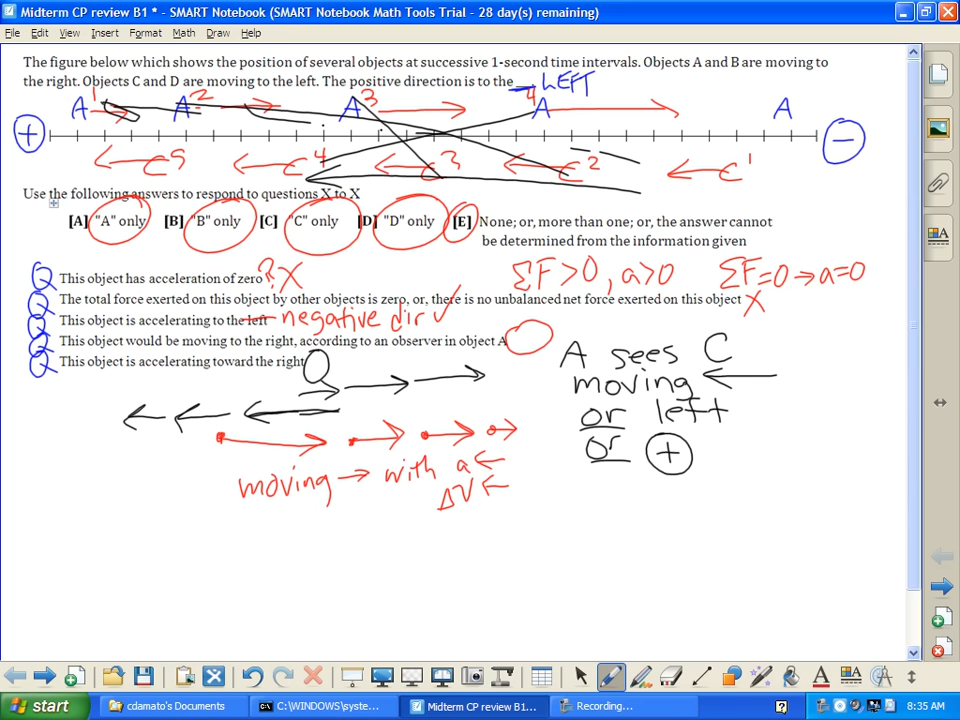 Midterm CP review B1 * - SMART Notebook (SMART Notebook Math Tools Trial - 28 day(s) remaining)
File Edit View Insert Format Math Draw Help
The figure below which shows the position of several objects at successive 1-second time intervals. Objects A and B are moving to
the right. Objects C and D are moving to the left. The positive direction is to the LEFT
A 1 A 2 A 3 A 4 A
+ −
C 5 C 4 C 3 C 2 C 1
Use the following answers to respond to questions X to X
[A] "A" only [B] "B" only [C] "C" only [D] "D" only [E] None; or, more than one; or, the answer cannot
be determined from the information given
Q This object has acceleration of zero ? X
ΣF > 0, a > 0 ΣF = 0 → a = 0
Q The total force exerted on this object by other objects is zero, or, there is no unbalanced net force exerted on this object X
Q This object is accelerating to the left negative dir ✓
Q This object would be moving to the right, according to an observer in object A
Q This object is accelerating toward the right
A sees C
moving ←
or left
or +
moving → with a ←
ΔV ←
start cdamato's Documents C:\WINDOWS\syste... Midterm CP review B1... Recording... 8:35 AM